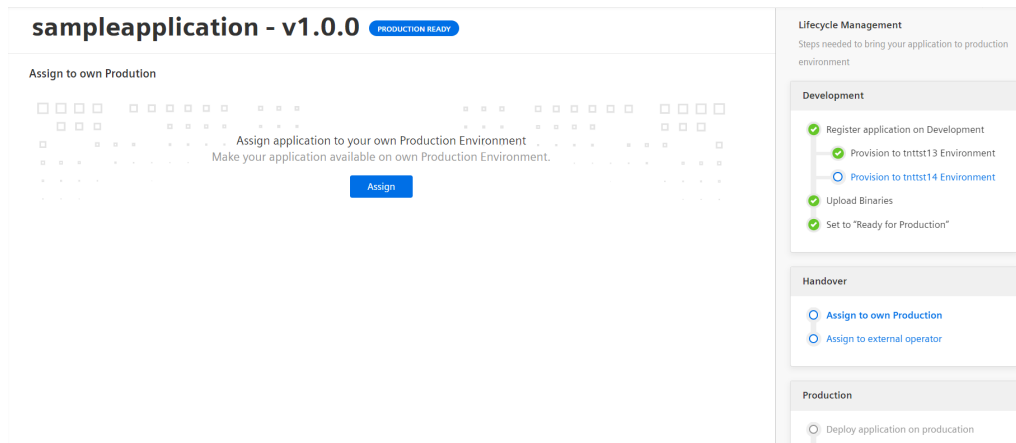 sampleapplication - v1.0.0 PRODUCTION READY
Assign to own Prodution
Assign application to your own Production Environment
Make your application available on own Production Environment.
Assign
Lifecycle Management
Steps needed to bring your application to production
environment
Development
Register application on Development
Provision to tnttst13 Environment
Provision to tnttst14 Environment
Upload Binaries
Set to "Ready for Production"
Handover
Assign to own Production
Assign to external operator
Production
Deploy application on producation